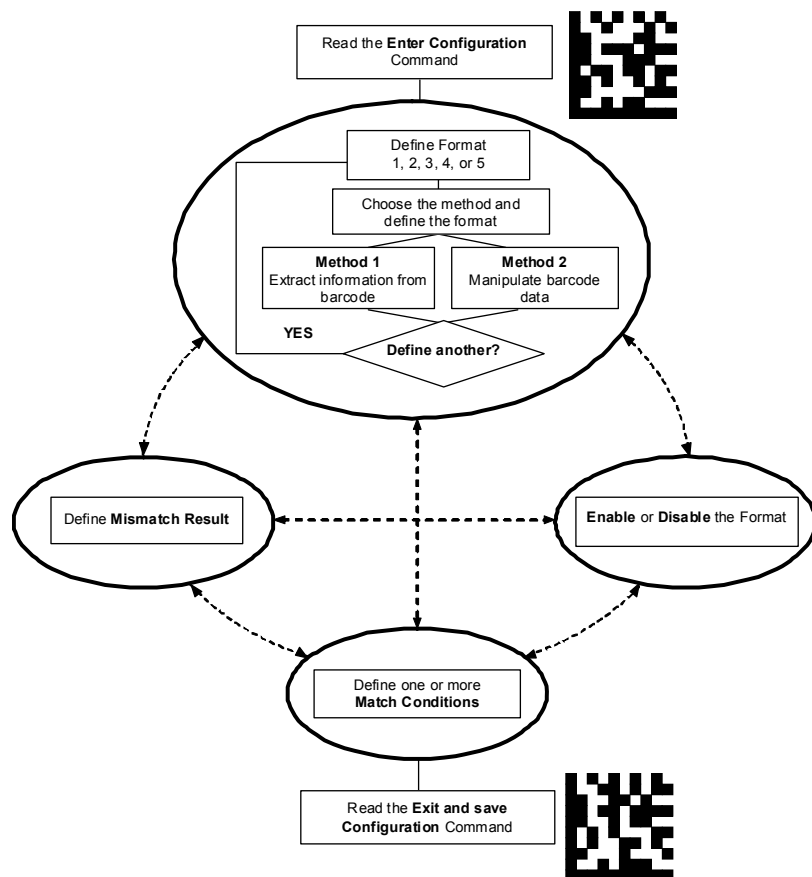 Read the Enter Configuration
Command
Define Format
1, 2, 3, 4, or 5
Choose the method and
define the format
Method 1
Extract information from
barcode
Method 2
Manipulate barcode
data
YES
Define another?
Define Mismatch Result
Enable or Disable the Format
Define one or more
Match Conditions
Read the Exit and save
Configuration Command